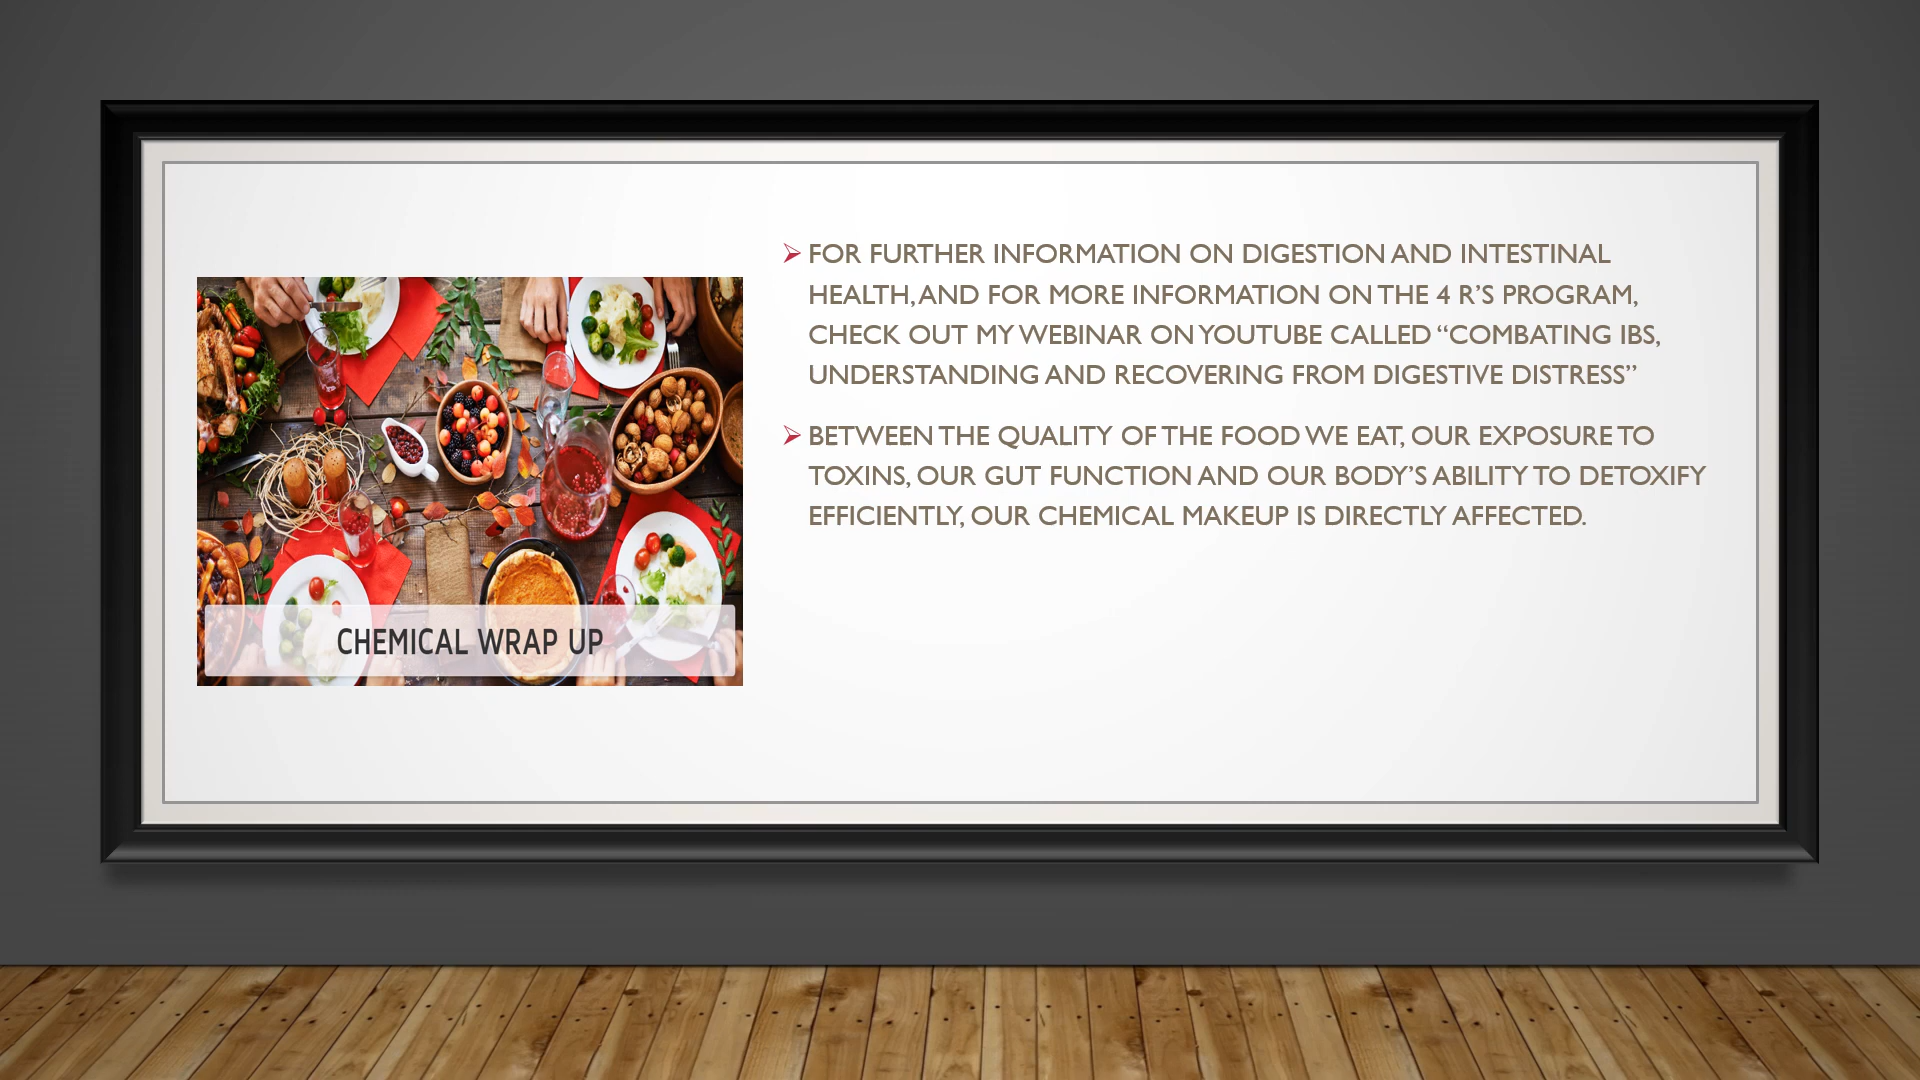 FOR FURTHER INFORMATION ON DIGESTION AND INTESTINAL
HEALTH, AND FOR MORE INFORMATION ON THE 4 R’S PROGRAM,
CHECK OUT MY WEBINAR ON YOUTUBE CALLED “COMBATING IBS,
UNDERSTANDING AND RECOVERING FROM DIGESTIVE DISTRESS”
BETWEEN THE QUALITY OF THE FOOD WE EAT, OUR EXPOSURE TO
TOXINS, OUR GUT FUNCTION AND OUR BODY’S ABILITY TO DETOXIFY
EFFICIENTLY, OUR CHEMICAL MAKEUP IS DIRECTLY AFFECTED.
CHEMICAL WRAP UP